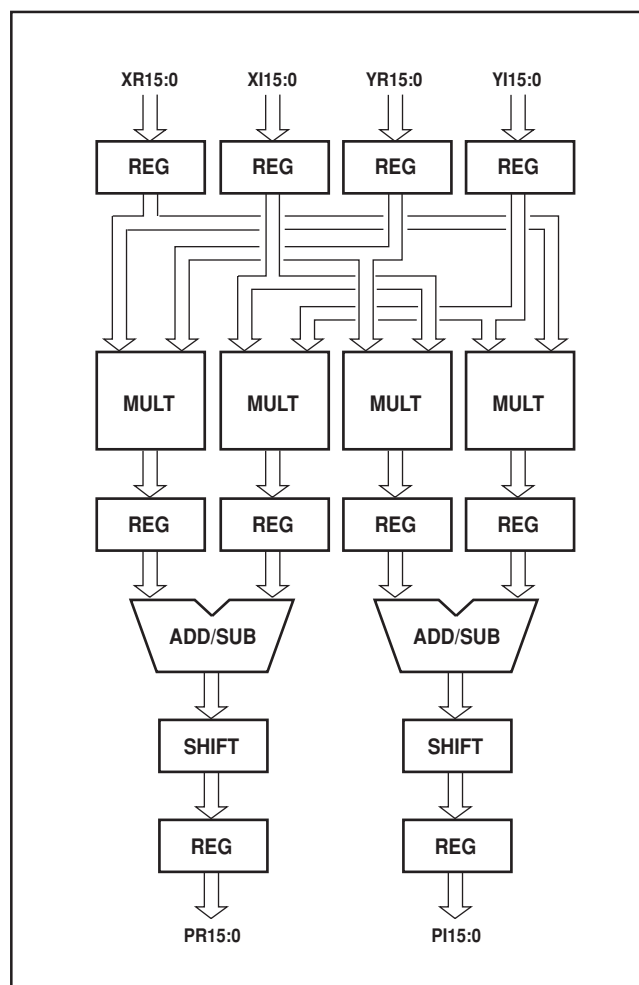 XR15:0 XI15:0 YR15:0 YI15:0
REG REG REG REG
MULT MULT MULT MULT
REG REG REG REG
ADD/SUB ADD/SUB
SHIFT SHIFT
REG REG
PR15:0 PI15:0